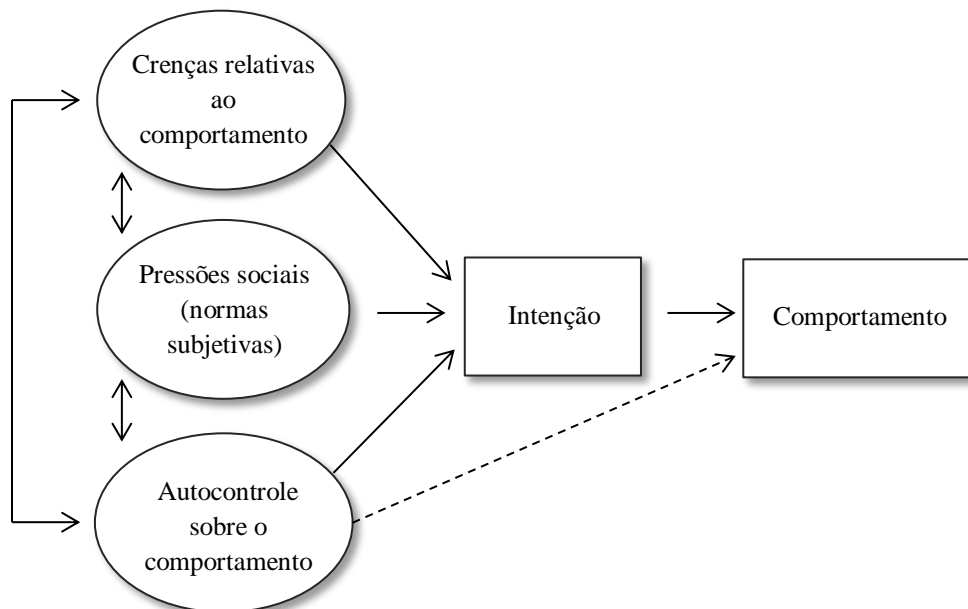 Crenças relativas
ao
comportamento
Pressões sociais
(normas
subjetivas)
Intenção
Comportamento
Autocontrole
sobre o
comportamento